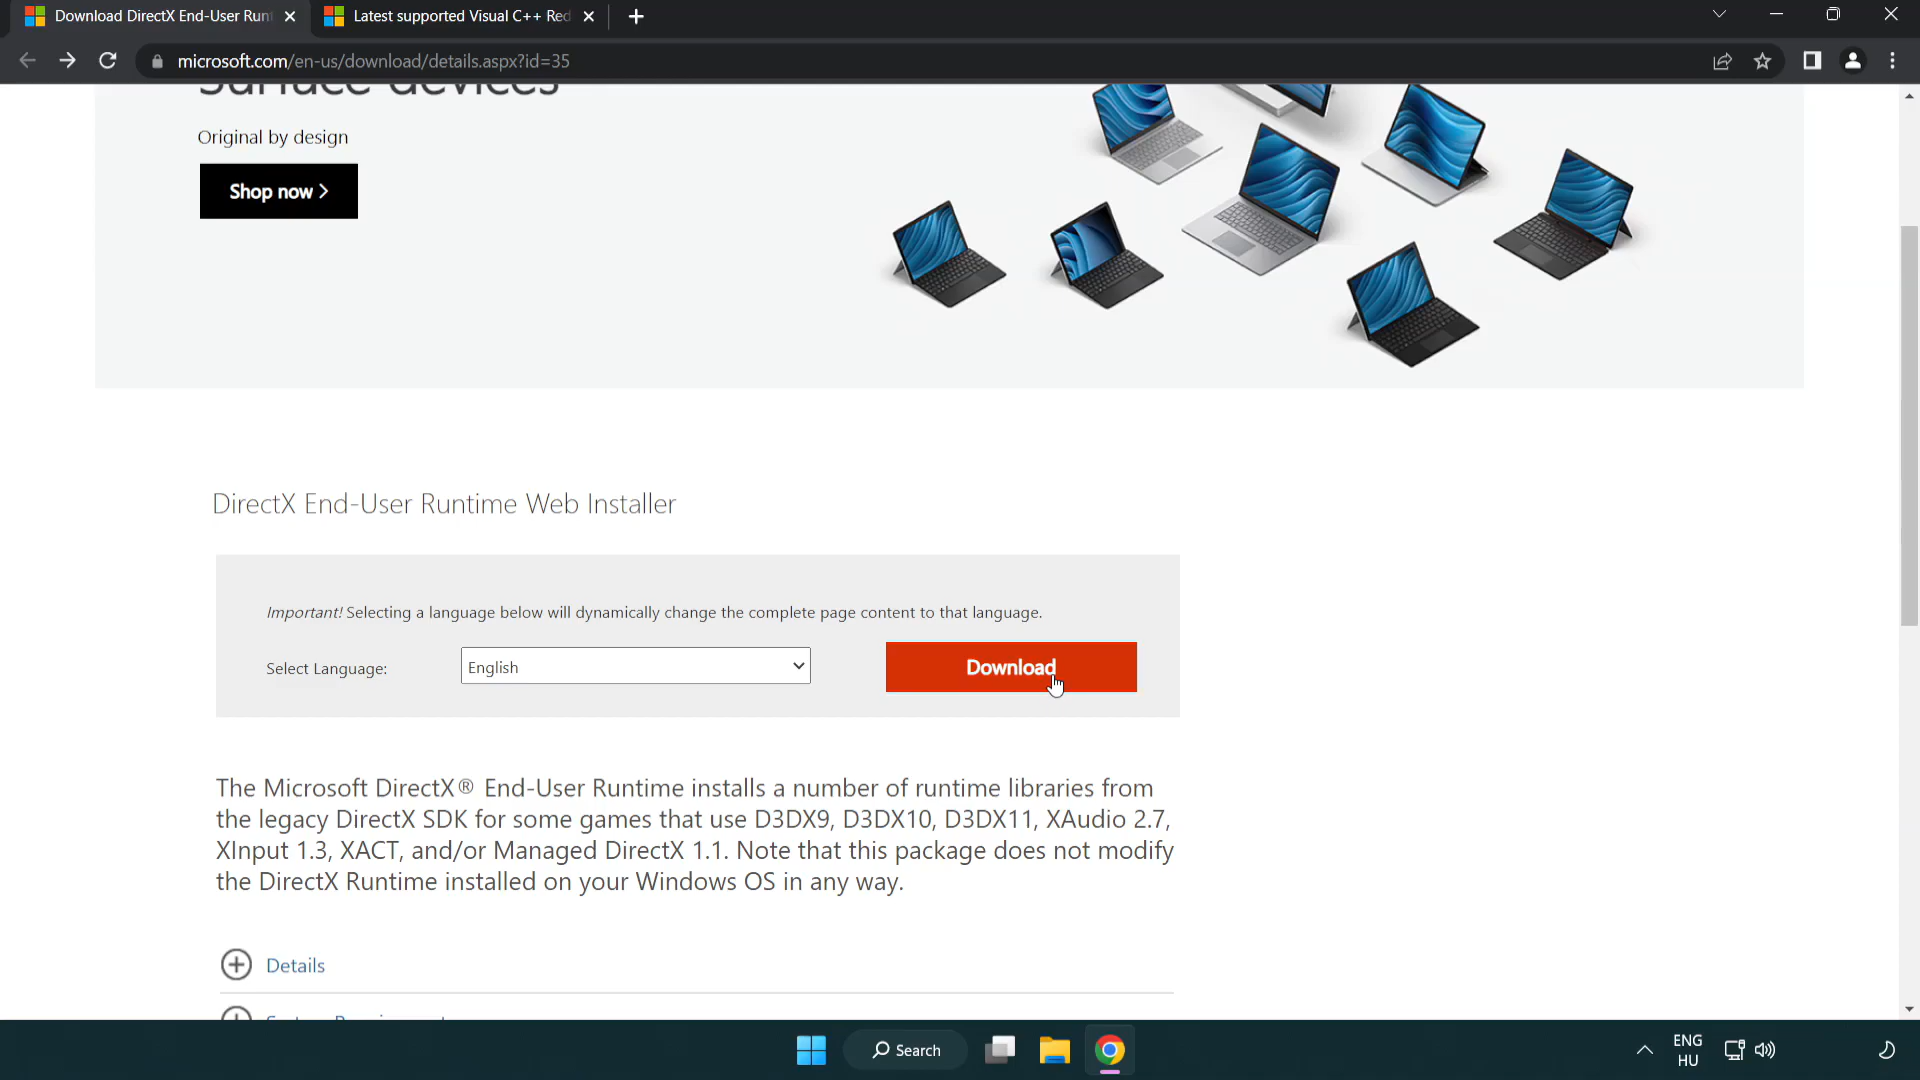 Download DirectX End-User Run
Latest supported Visual C++ Red
microsoft.com/en-us/download/details.aspx?id=35
Surface devices
Original by design
Shop now >
DirectX End-User Runtime Web Installer
Important! Selecting a language below will dynamically change the complete page content to that language.
Select Language:
English
Download
The Microsoft DirectX® End-User Runtime installs a number of runtime libraries from
the legacy DirectX SDK for some games that use D3DX9, D3DX10, D3DX11, XAudio 2.7,
XInput 1.3, XACT, and/or Managed DirectX 1.1. Note that this package does not modify
the DirectX Runtime installed on your Windows OS in any way.
Details
Search
ENG
HU